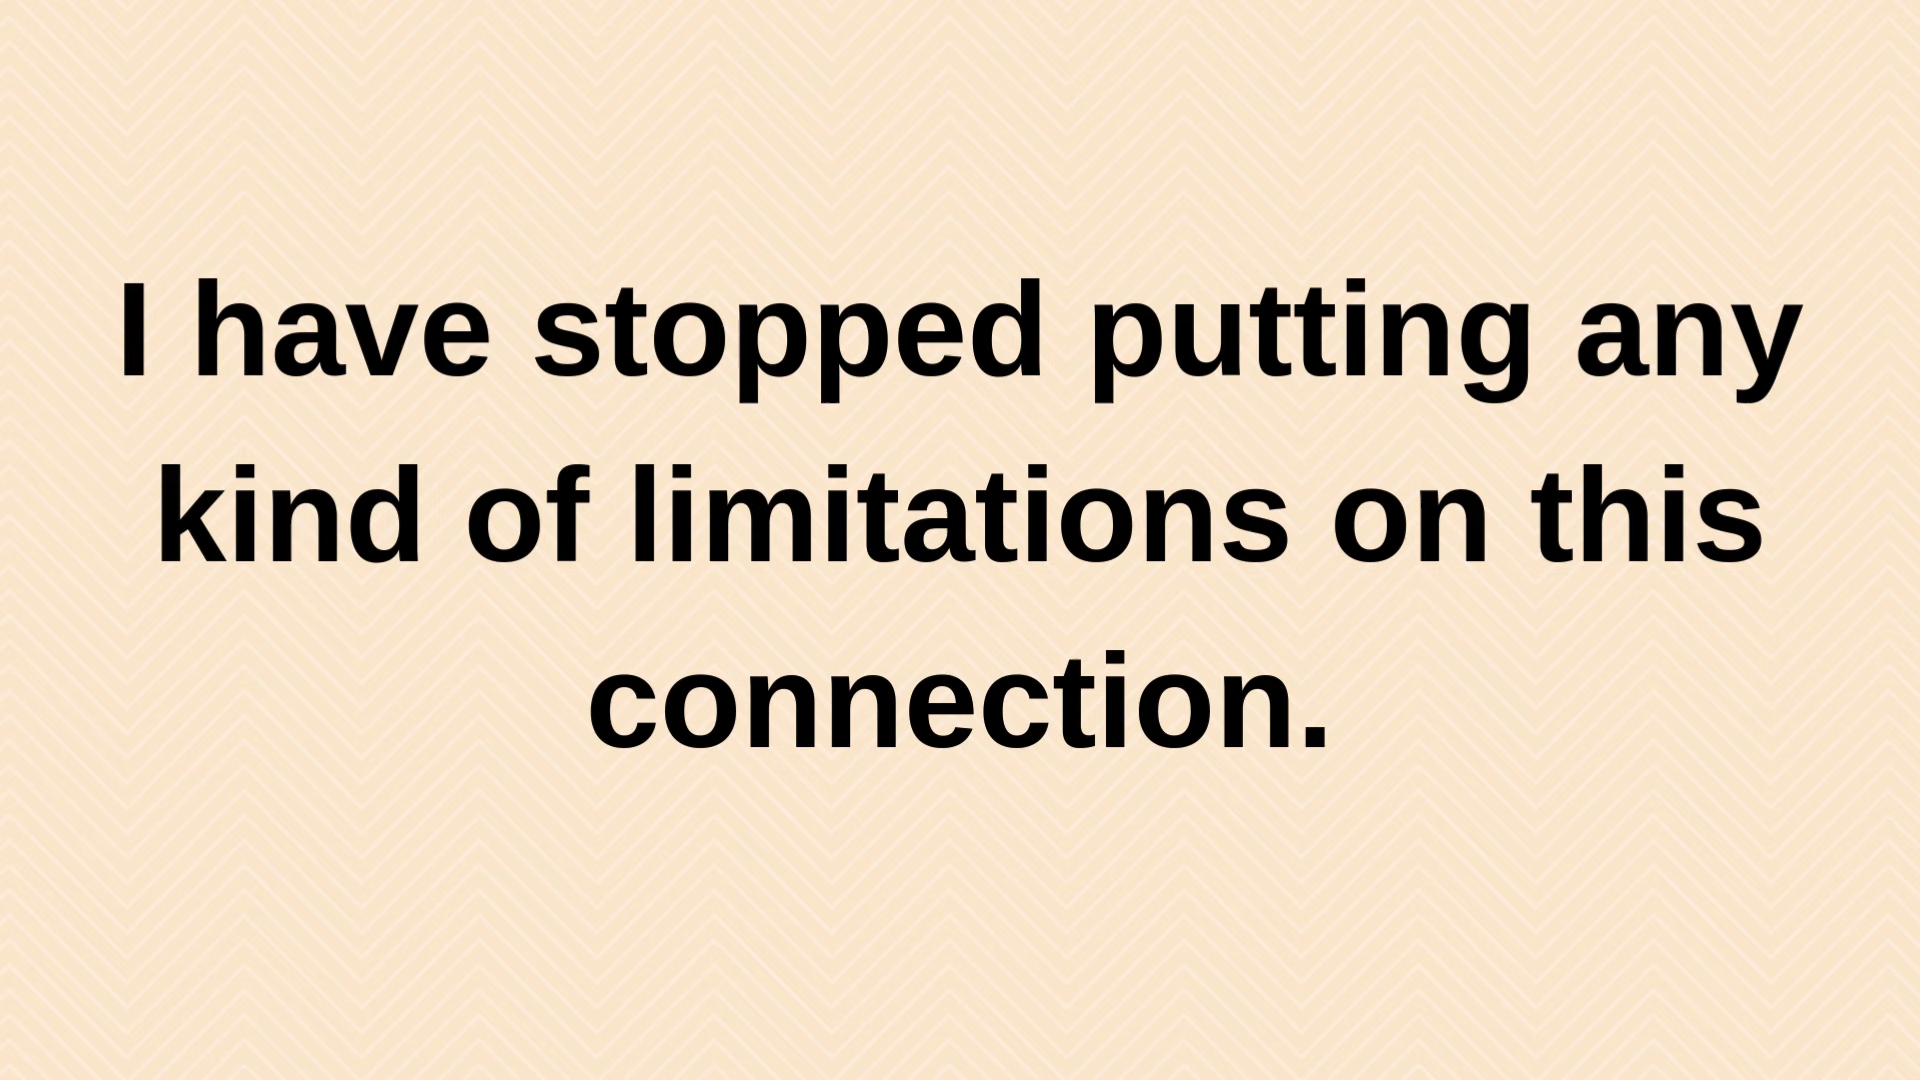 I have stopped putting any
kind of limitations on this
connection.